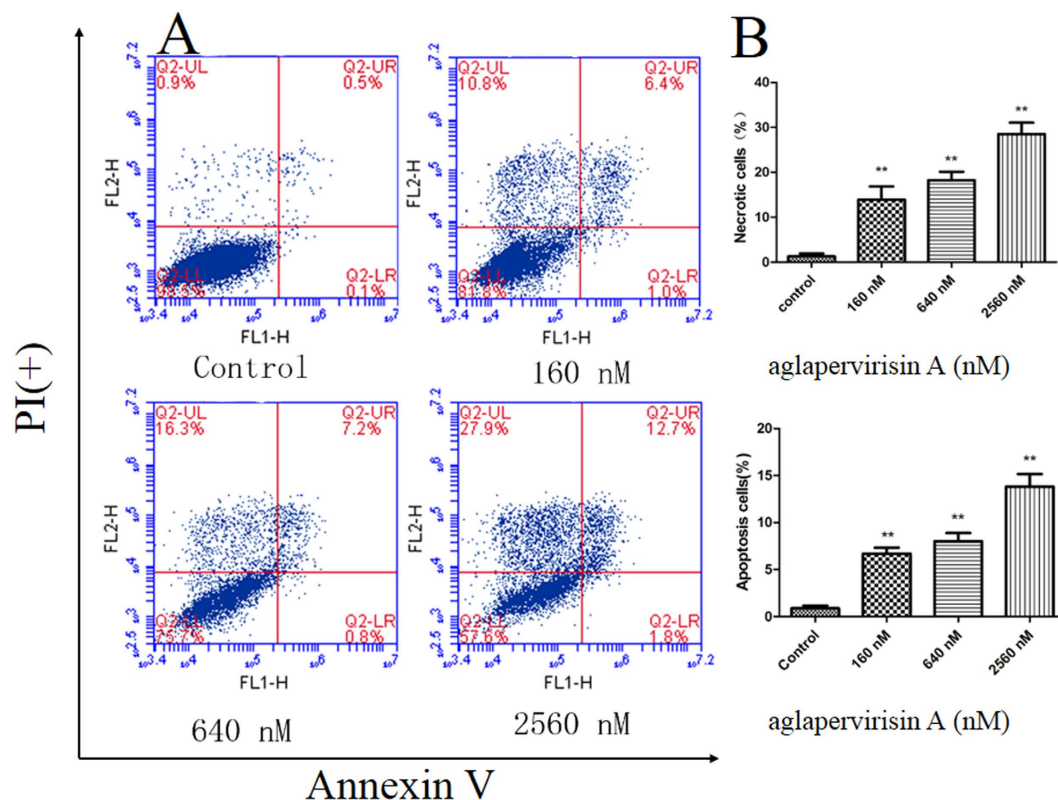 A
B
PI(+)
Q2-UL
0.9%
Q2-UR
0.5%
Q2-LR
0.1%
FL2-H
FL1-H
Control
Q2-UL
10.8%
Q2-UR
6.4%
Q2-LL
81.8%
Q2-LR
1.0%
FL2-H
FL1-H
160 nM
Q2-UL
16.3%
Q2-UR
7.2%
Q2-LL
75.7%
Q2-LR
0.8%
FL2-H
FL1-H
640 nM
Q2-UL
27.9%
Q2-UR
12.7%
Q2-LL
57.6%
Q2-LR
1.8%
FL2-H
FL1-H
2560 nM
Annexin V
Necrotic cells (%)
40
30
20
10
0
**
**
**
control
160 nM
640 nM
2560 nM
aglapervirisin A (nM)
Apoptosis cells(%)
20
15
10
5
0
**
**
**
Control
160 nM
640 nM
2560 nM
aglapervirisin A (nM)